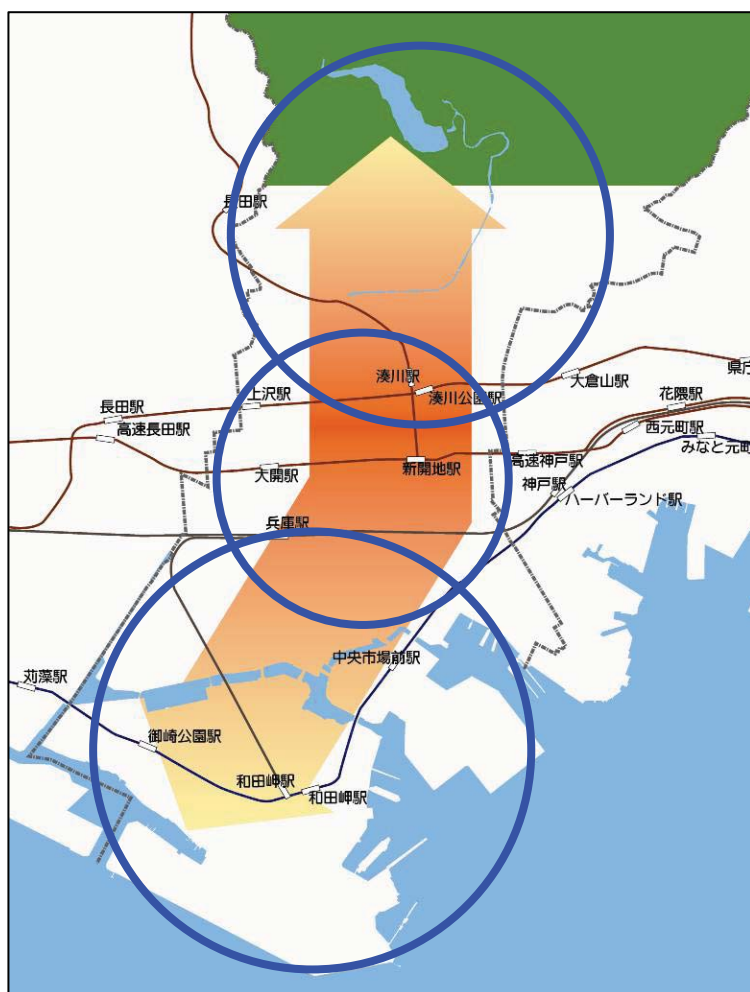 長田駅
湊川駅
湊川公園駅
大倉山駅
県庁
上沢駅
長田駅
高速長田駅
花隈駅
西元町駅
みなと元町
大開駅
新開地駅
高速神戸駅
神戸駅
ハーバーランド駅
兵庫駅
中央市場前駅
苅藻駅
御崎公園駅
和田岬駅
和田岬駅